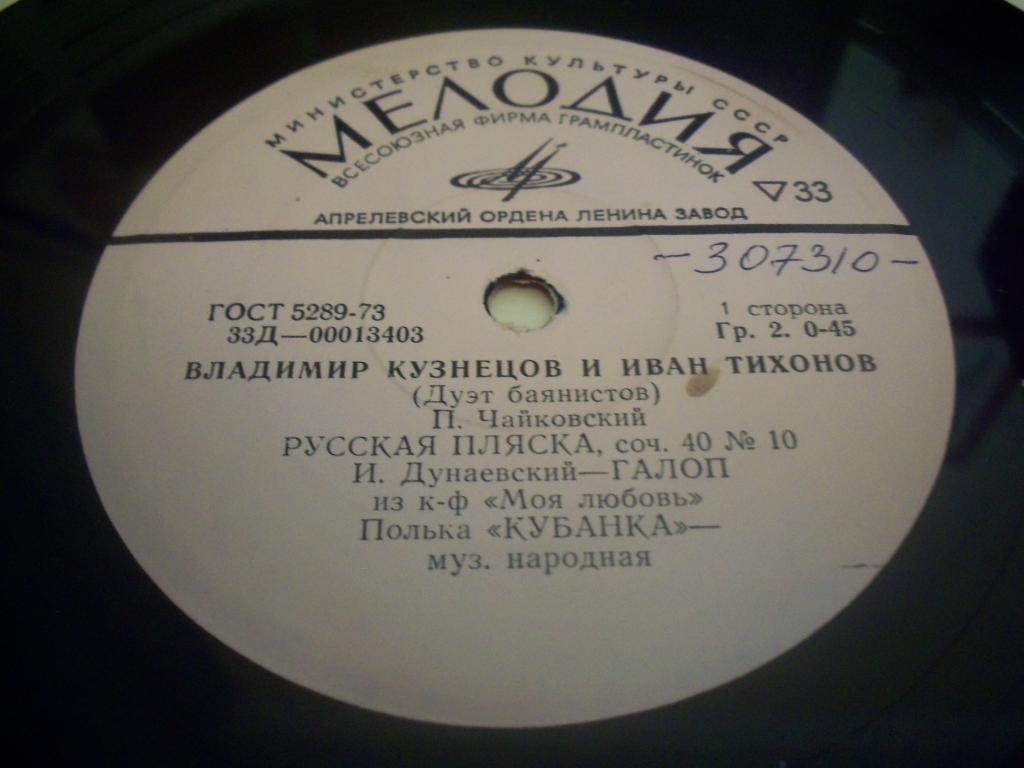 МИНИСТЕРСТВО КУЛЬТУРЫ СССР
МЕЛОДИЯ
ВСЕСОЮЗНАЯ ФИРМА ГРАМПЛАСТИНОК
▽33
АПРЕЛЕВСКИЙ ОРДЕНА ЛЕНИНА ЗАВОД
-307310-
ГОСТ 5289-73
1 сторона
33Д—00013403
Гр. 2. 0-45
ВЛАДИМИР КУЗНЕЦОВ И ИВАН ТИХОНОВ
(Дуэт баянистов)
П. Чайковский
РУССКАЯ ПЛЯСКА, соч. 40 № 10
И. Дунаевский—ГАЛОП
из к-ф «Моя любовь»
Полька «КУБАНКА»—
муз. народная